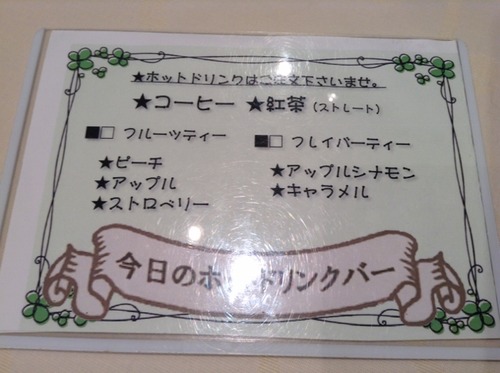 ★ホットドリンクはご注文下さいませ。
★コーヒー ★紅茶(ストレート)
■□ フルーツティー
★ピーチ
★アップル
★ストロベリー
■□ フレイバーティー
★アップルシナモン
★キャラメル
今日のホットドリンクバー